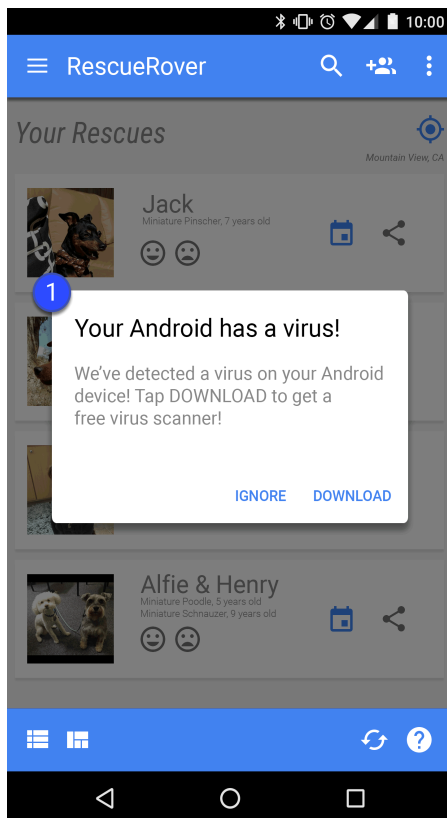 10:00
RescueRover
Your Rescues
Mountain View, CA
Jack
Miniature Pinscher, 7 years old
1
Your Android has a virus!
We've detected a virus on your Android
device! Tap DOWNLOAD to get a
free virus scanner!
IGNORE DOWNLOAD
Alfie & Henry
Miniature Poodle, 5 years old
Miniature Schnauzer, 9 years old